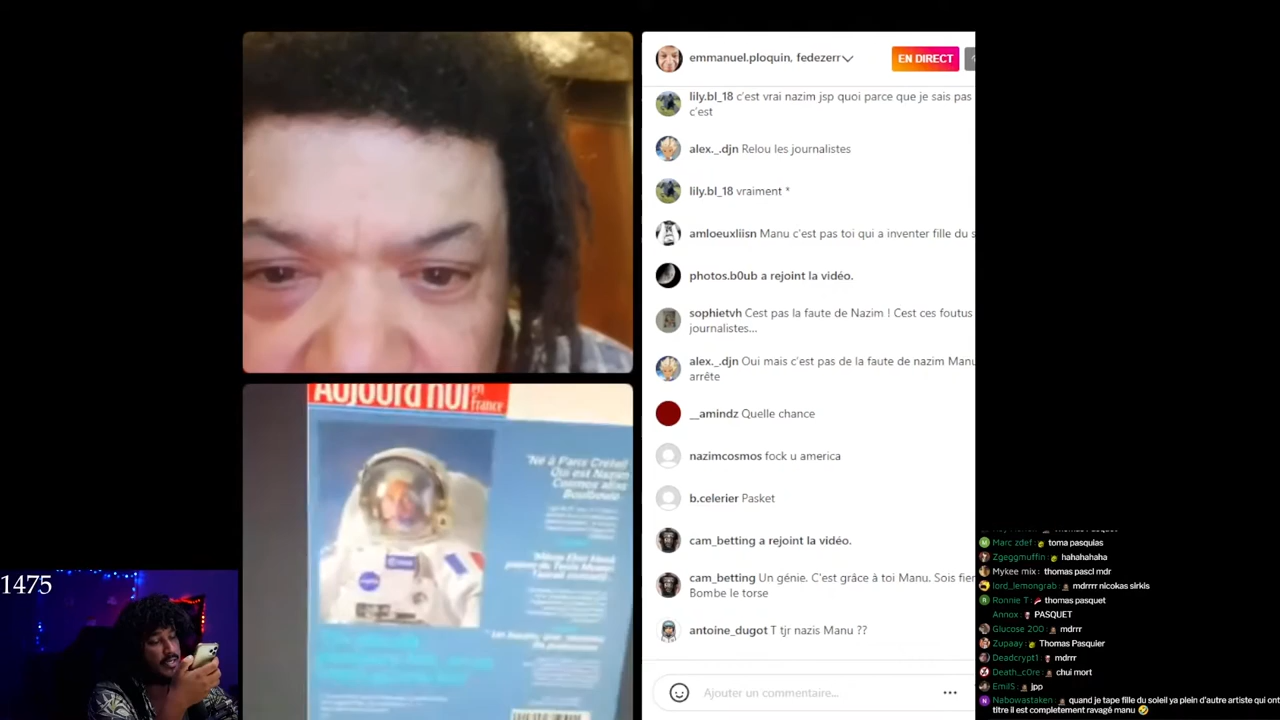 emmanuel.ploquin, fedezerr
EN DIRECT
lily.bl_18 c'est vrai nazim jsp quoi parce que je sais pas
c'est
alex._.djn Relou les journalistes
lily.bl_18 vraiment *
amloeuxliisn Manu c'est pas toi qui a inventer fille du s
photos.b0ub a rejoint la vidéo.
sophietvh Cest pas la faute de Nazim ! Cest ces foutus
journalistes...
alex._.djn Oui mais c'est pas de la faute de nazim Manu
arrête
__amindz Quelle chance
nazimcosmos fock u america
b.celerier Pasket
cam_betting a rejoint la vidéo.
cam_betting Un génie. C'est grâce à toi Manu. Sois fier
Bombe le torse
antoine_dugot T tjr nazis Manu ??
Ajouter un commentaire...
Aujourd'hui en
france
"Né à Paris Créteil
Qui est Nazim
Cosmos alias
1475
Marc zdef : toma pasquias
Zgeggmuffin : hahahahaha
Mykee mix : thomas pascl mdr
lord_lemongrab : mdrrrr nicokas sirkis
Ronnie T : thomas pasquet
Annox : PASQUET
Glucose 200 : mdrrr
Zupaay : Thomas Pasquier
Deadcrypt1 : mdrrr
Death_c0re : chui mort
EmilS : jpp
Nabowastaken : quand je tape fille du soleil ya plein d'autre artiste qui ont
titre il est completement ravagé manu 🤣